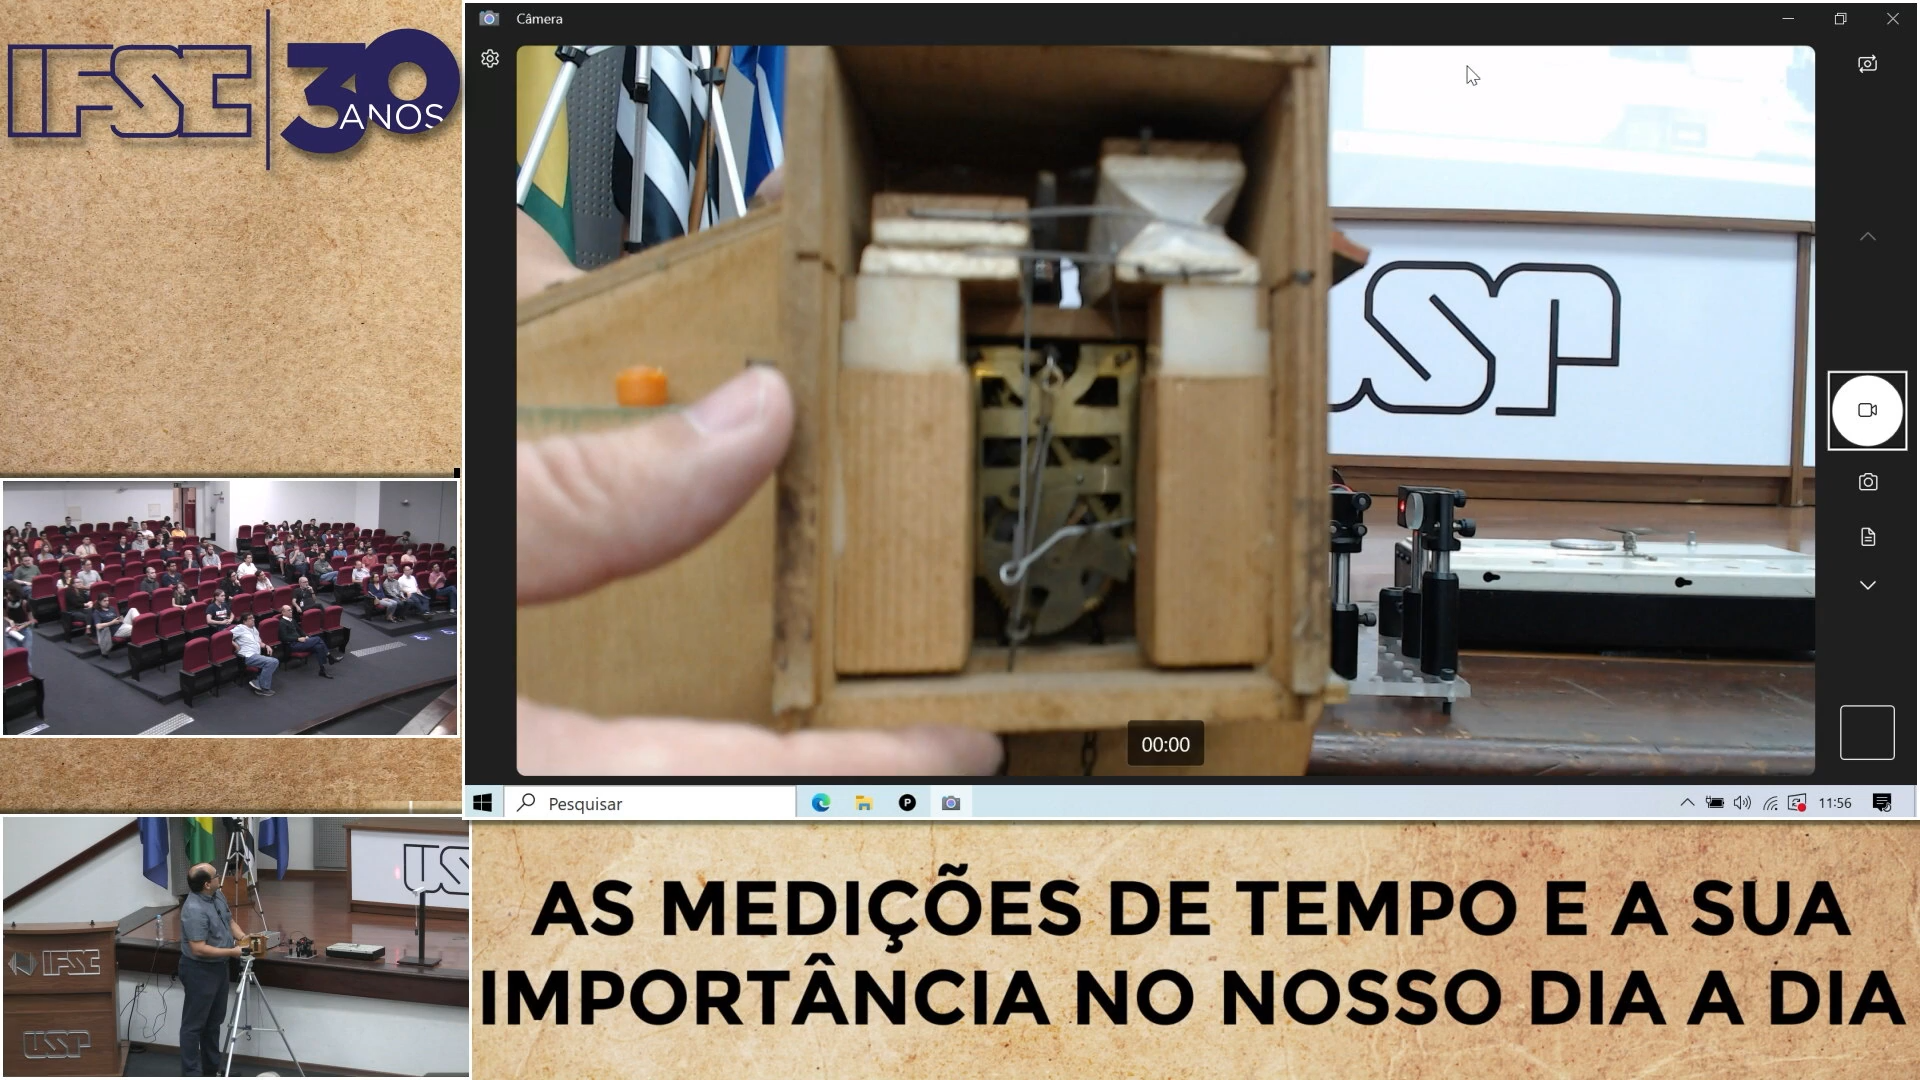 IFSC
30
ANOS
Câmera
USP
00:00
Pesquisar
P
11:56
USP
IFSC
USP
AS MEDIÇÕES DE TEMPO E A SUA
IMPORTÂNCIA NO NOSSO DIA A DIA